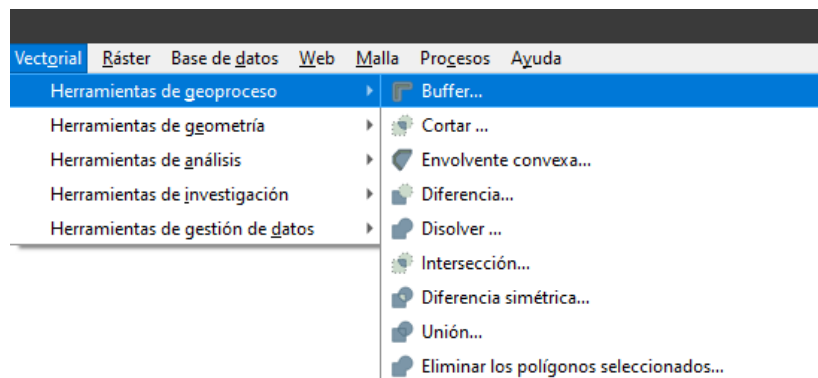 Vectorial Ráster Base de datos Web Malla Procesos Ayuda
Herramientas de geoproceso
Herramientas de geometría
Herramientas de análisis
Herramientas de investigación
Herramientas de gestión de datos
Buffer...
Cortar ...
Envolvente convexa...
Diferencia...
Disolver ...
Intersección...
Diferencia simétrica...
Unión...
Eliminar los polígonos seleccionados...